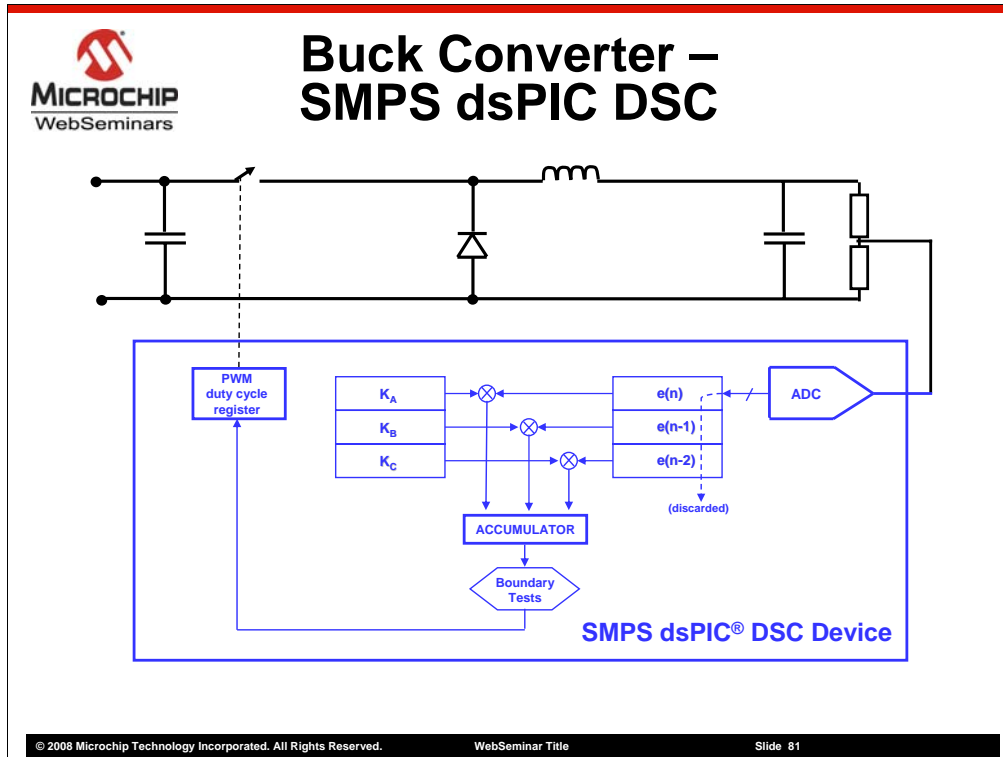 MICROCHIP
WebSeminars
Buck Converter –
SMPS dsPIC DSC
PWM
duty cycle
register
KA
KB
KC
e(n)
e(n-1)
e(n-2)
ADC
(discarded)
ACCUMULATOR
Boundary
Tests
SMPS dsPIC® DSC Device
© 2008 Microchip Technology Incorporated. All Rights Reserved. WebSeminar Title Slide 81